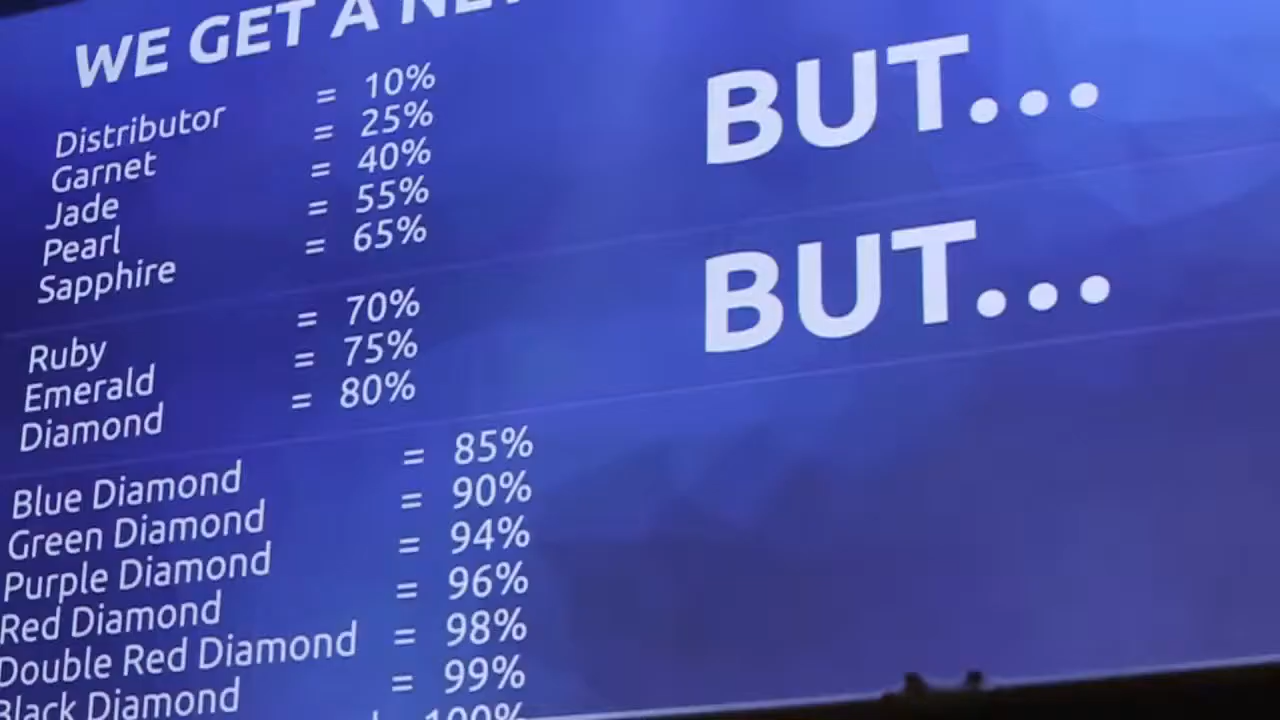 WE GET A NE
Distributor = 10%
Garnet = 25%
Jade = 40%
Pearl = 55%
Sapphire = 65%
Ruby = 70%
Emerald = 75%
Diamond = 80%
Blue Diamond = 85%
Green Diamond = 90%
Purple Diamond = 94%
Red Diamond = 96%
Double Red Diamond = 98%
Black Diamond = 99%
100%
BUT...
BUT...